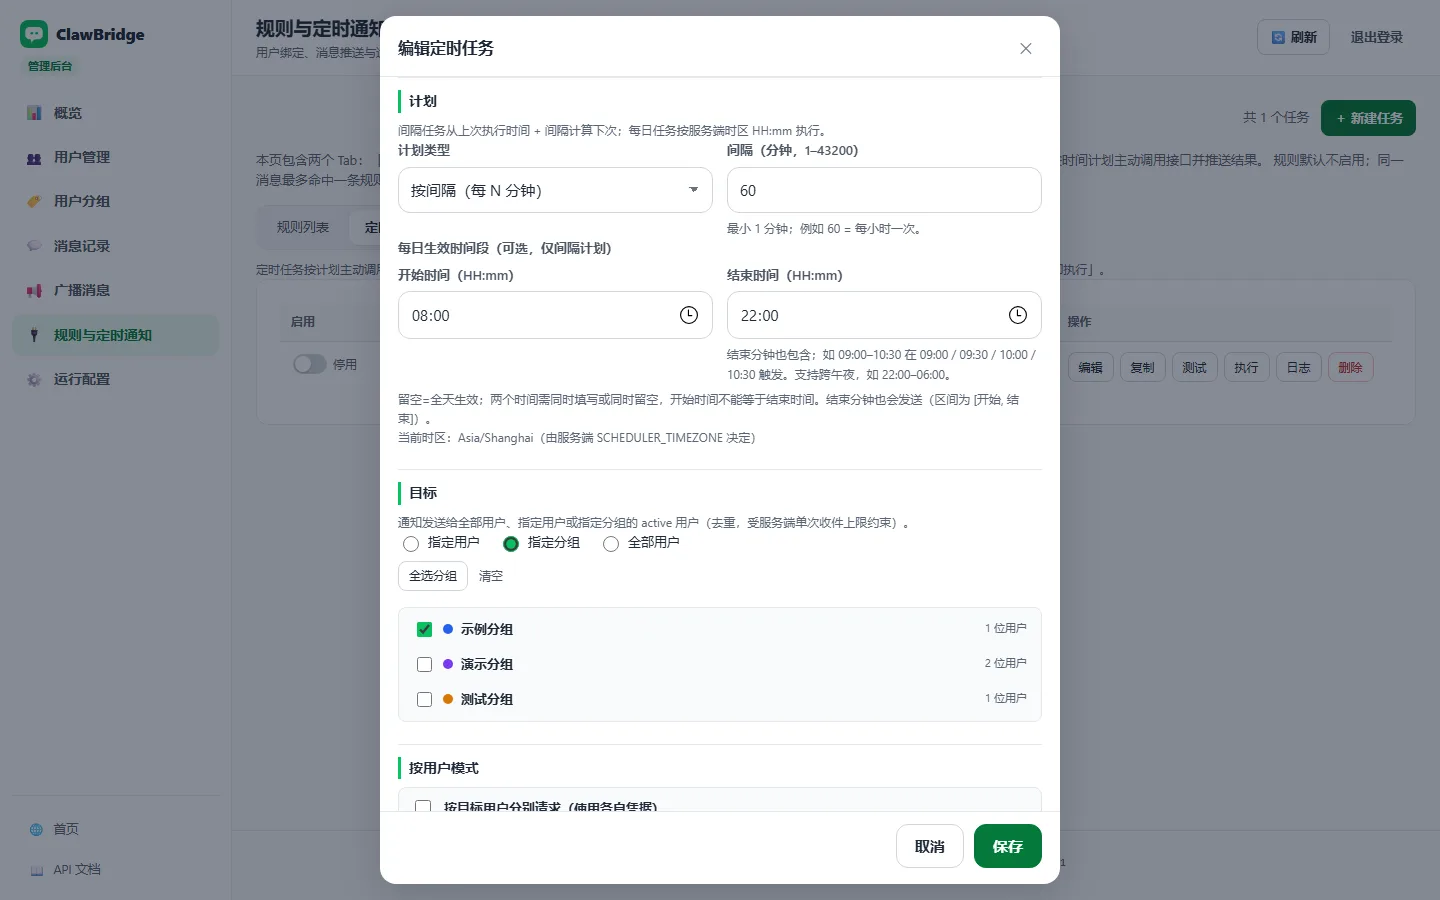 ClawBridge
管理后台
概览
用户管理
用户分组
消息记录
广播消息
规则与定时通知
运行配置
首页
API 文档
规则与定时通知
用户绑定、消息推送与
刷新
退出登录
共 1 个任务
+ 新建任务
本页包含两个 Tab：
时间计划主动调用接口并推送结果。 规则默认不启用；同一
消息最多命中一条规则
规则列表
定时任务按计划主动调用
执行」。
启用
操作
停用
编辑
复制
测试
执行
日志
删除
编辑定时任务
计划
间隔任务从上次执行时间 + 间隔计算下次；每日任务按服务端时区 HH:mm 执行。
计划类型
间隔（分钟，1–43200）
按间隔（每 N 分钟）
60
最小 1 分钟；例如 60 = 每小时一次。
每日生效时间段（可选，仅间隔计划）
开始时间（HH:mm）
结束时间（HH:mm）
08:00
22:00
结束分钟也包含；如 09:00–10:30 在 09:00 / 09:30 / 10:00 /
10:30 触发。支持跨午夜，如 22:00–06:00。
留空=全天生效；两个时间需同时填写或同时留空，开始时间不能等于结束时间。结束分钟也会发送（区间为 [开始, 结
束]）。
当前时区：Asia/Shanghai（由服务端 SCHEDULER_TIMEZONE 决定）
目标
通知发送给全部用户、指定用户或指定分组的 active 用户（去重，受服务端单次收件上限约束）。
指定用户
指定分组
全部用户
全选分组
清空
示例分组
1 位用户
演示分组
2 位用户
测试分组
1 位用户
按用户模式
按目标用户分别请求（使用各自凭据）
取消
保存